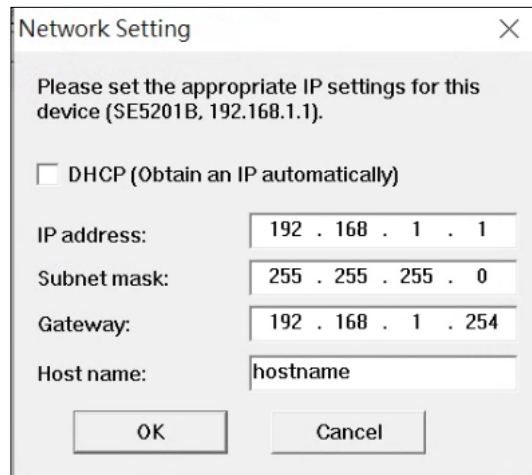 Network Setting
Please set the appropriate IP settings for this
device (SE5201B, 192.168.1.1).
DHCP (Obtain an IP automatically)
IP address: 192 . 168 . 1 . 1
Subnet mask: 255 . 255 . 255 . 0
Gateway: 192 . 168 . 1 . 254
Host name: hostname
OK Cancel